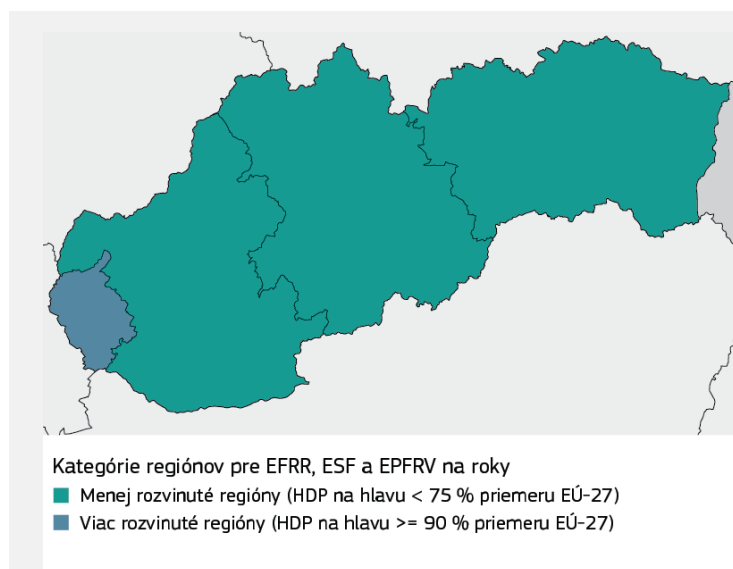 Kategórie regiónov pre EFRR, ESF a EPFRV na roky
Menej rozvinuté regióny (HDP na hlavu < 75 % priemeru EÚ-27)
Viac rozvinuté regióny (HDP na hlavu >= 90 % priemeru EÚ-27)